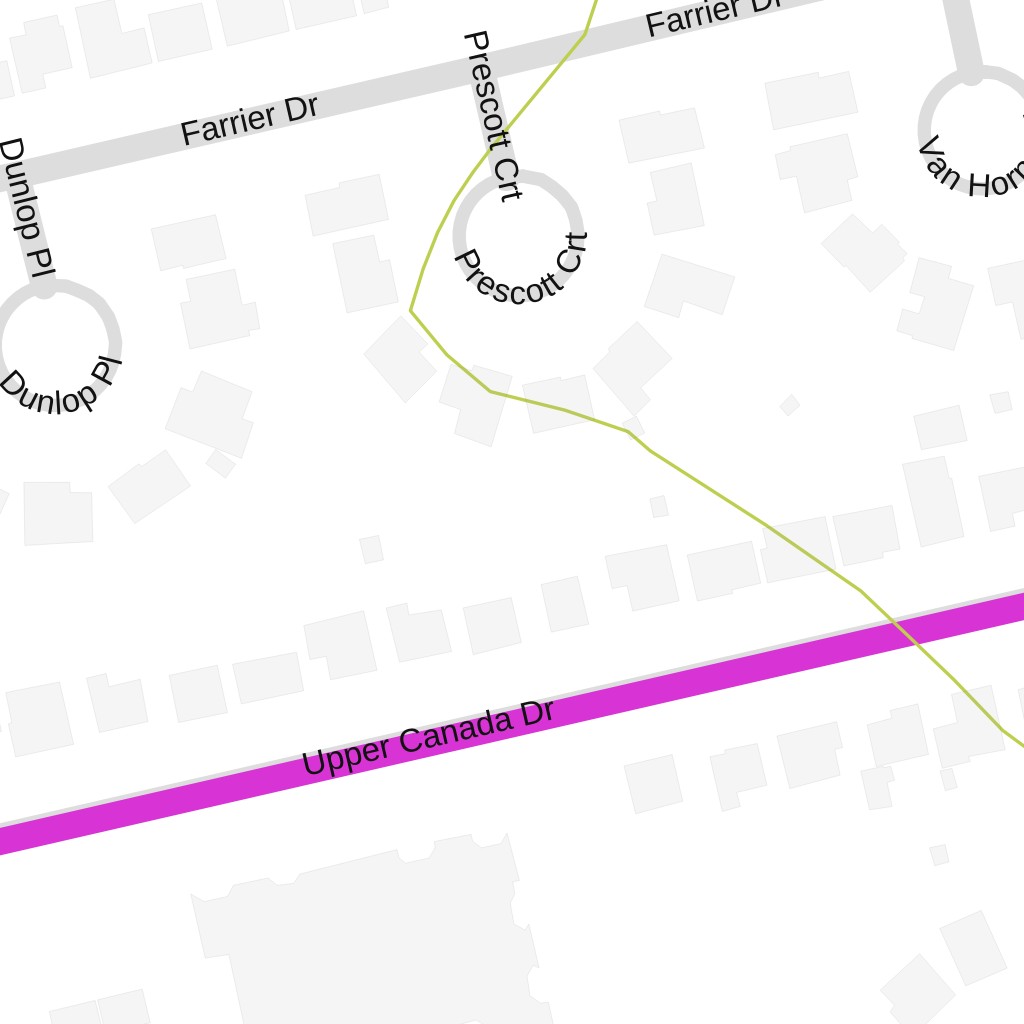 Farrier Dr
Prescott Crt
Farrier Dr
Dunlop Pl
Van Horn
Prescott Crt
Dunlop Pl
Upper Canada Dr